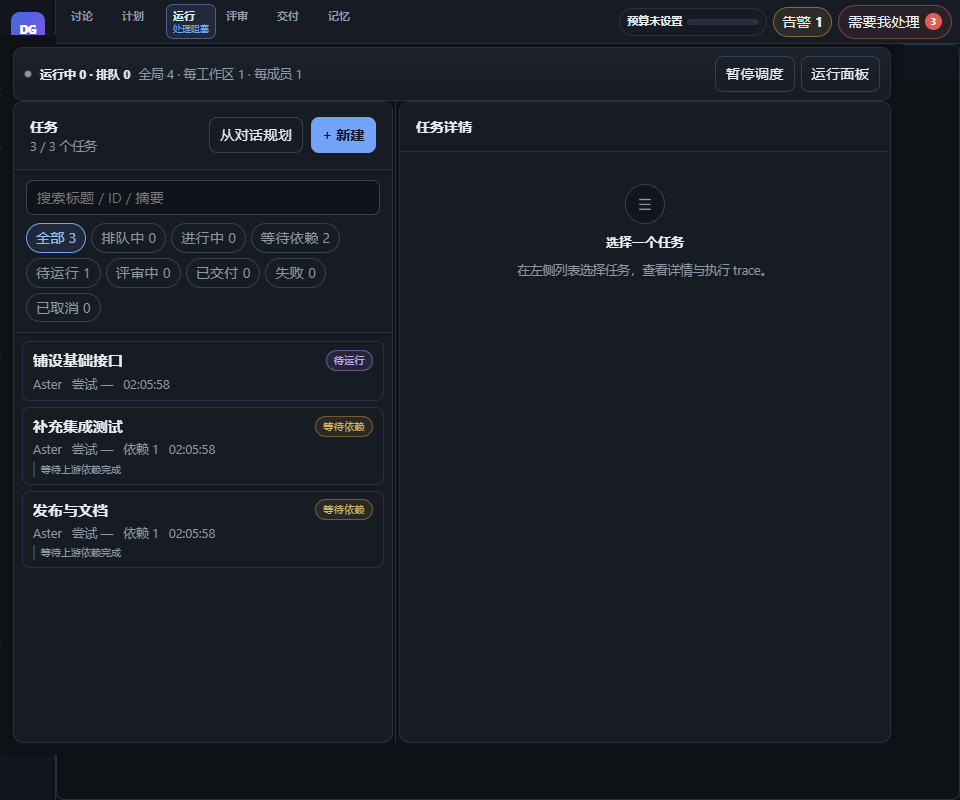 DG
讨论
计划
运行
处理阻塞
评审
交付
记忆
预算未设置
告警 1
需要我处理 3
运行中 0 · 排队 0 全局 4 · 每工作区 1 · 每成员 1
暂停调度
运行面板
任务
3 / 3 个任务
从对话规划
+ 新建
搜索标题 / ID / 摘要
全部 3
排队中 0
进行中 0
等待依赖 2
待运行 1
评审中 0
已交付 0
失败 0
已取消 0
铺设基础接口
待运行
Aster 尝试 — 02:05:58
补充集成测试
等待依赖
Aster 尝试 — 依赖 1 02:05:58
等待上游依赖完成
发布与文档
等待依赖
Aster 尝试 — 依赖 1 02:05:58
等待上游依赖完成
任务详情
选择一个任务
在左侧列表选择任务，查看详情与执行 trace。